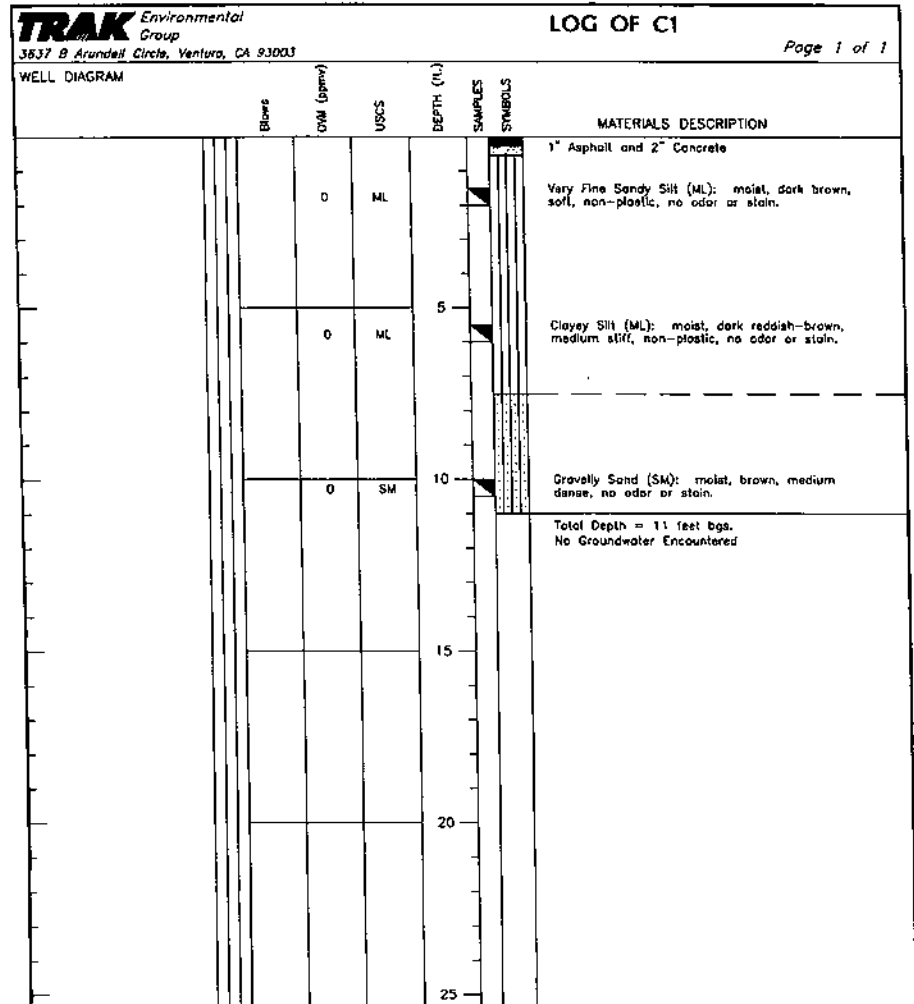 TRAK Environmental
Group
3637 B Arundell Circle, Ventura, CA 93003
LOG OF C1
Page 1 of 1
WELL DIAGRAM
Blows
OVM (ppmv)
USCS
DEPTH (ft.)
SAMPLES
SYMBOLS
MATERIALS DESCRIPTION
1" Asphalt and 2" Concrete
0 ML
Very Fine Sandy Silt (ML): moist, dark brown,
soft, non-plastic, no odor or stain.
5
0 ML
Clayey Silt (ML): moist, dark reddish-brown,
medium stiff, non-plastic, no odor or stain.
10
0 SM
Gravelly Sand (SM): moist, brown, medium
dense, no odor or stain.
Total Depth = 11 feet bgs.
No Groundwater Encountered
15
20
25